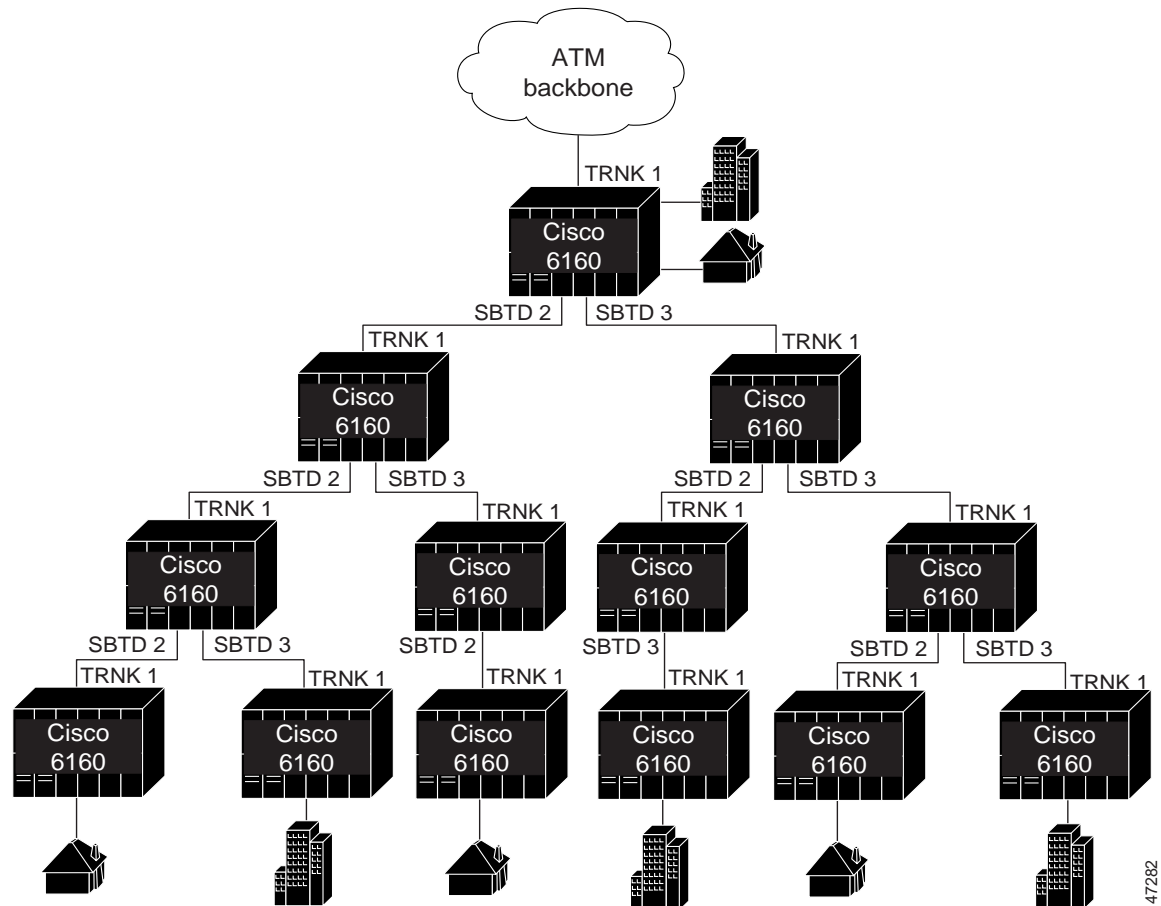 ATM
backbone
TRNK 1
Cisco
6160
SBTD 2
SBTD 3
TRNK 1
TRNK 1
Cisco
6160
Cisco
6160
SBTD 2
SBTD 3
SBTD 2
SBTD 3
TRNK 1
TRNK 1
TRNK 1
TRNK 1
Cisco
6160
Cisco
6160
Cisco
6160
Cisco
6160
SBTD 2
SBTD 3
SBTD 2
SBTD 3
SBTD 2
SBTD 3
TRNK 1
TRNK 1
TRNK 1
TRNK 1
TRNK 1
TRNK 1
Cisco
6160
Cisco
6160
Cisco
6160
Cisco
6160
Cisco
6160
Cisco
6160
47282